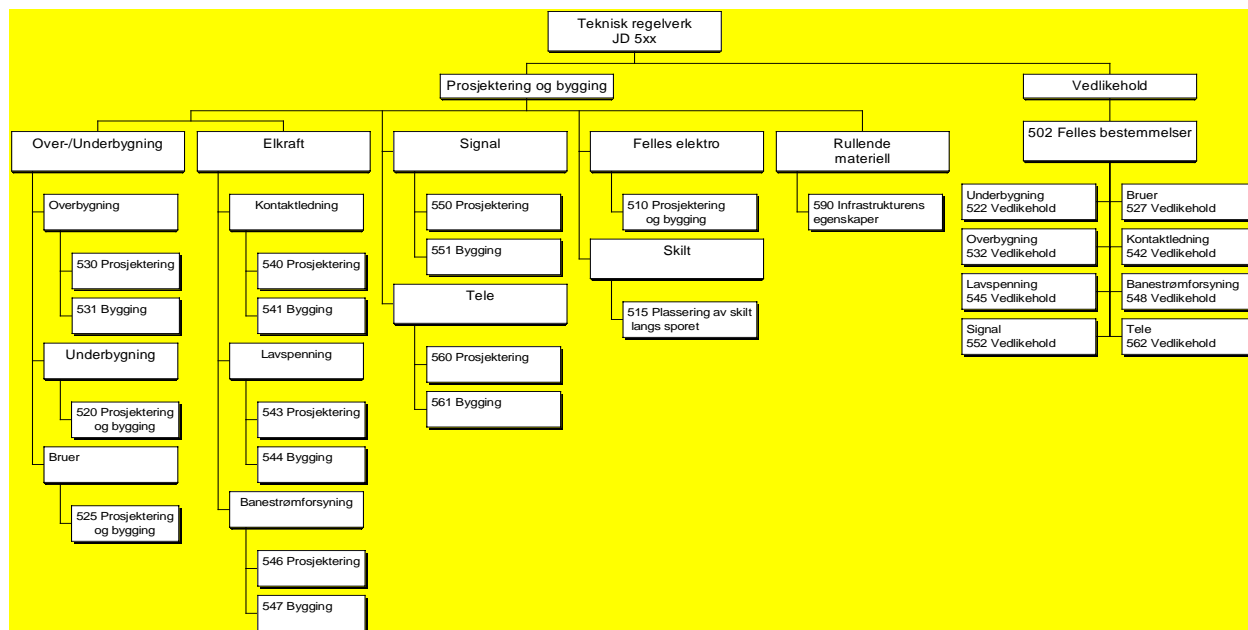 Teknisk regelverk
JD 5xx
Prosjektering og bygging
Vedlikehold
Over-/Underbygning
Elkraft
Signal
Felles elektro
Rullende
materiell
502 Felles bestemmelser
Overbygning
530 Prosjektering
531 Bygging
Underbygning
520 Prosjektering
og bygging
Bruer
525 Prosjektering
og bygging
Kontaktledning
540 Prosjektering
541 Bygging
Lavspenning
543 Prosjektering
544 Bygging
Banestrømforsyning
546 Prosjektering
547 Bygging
550 Prosjektering
551 Bygging
Tele
560 Prosjektering
561 Bygging
510 Prosjektering
og bygging
Skilt
515 Plassering av skilt
langs sporet
590 Infrastrukturens
egenskaper
Underbygning
522 Vedlikehold
Bruer
527 Vedlikehold
Overbygning
532 Vedlikehold
Kontaktledning
542 Vedlikehold
Lavspenning
545 Vedlikehold
Banestrømforsyning
548 Vedlikehold
Signal
552 Vedlikehold
Tele
562 Vedlikehold